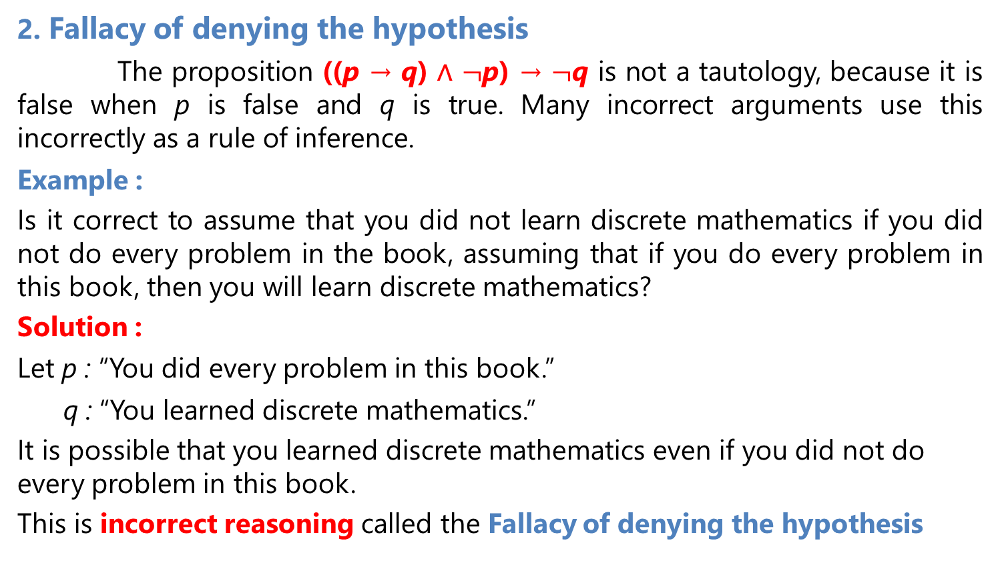 2. Fallacy of denying the hypothesis
The proposition ((p → q) ∧ ¬p) → ¬q is not a tautology, because it is
false when p is false and q is true. Many incorrect arguments use this
incorrectly as a rule of inference.
Example :
Is it correct to assume that you did not learn discrete mathematics if you did
not do every problem in the book, assuming that if you do every problem in
this book, then you will learn discrete mathematics?
Solution :
Let p : “You did every problem in this book.”
q : “You learned discrete mathematics.”
It is possible that you learned discrete mathematics even if you did not do
every problem in this book.
This is incorrect reasoning called the Fallacy of denying the hypothesis